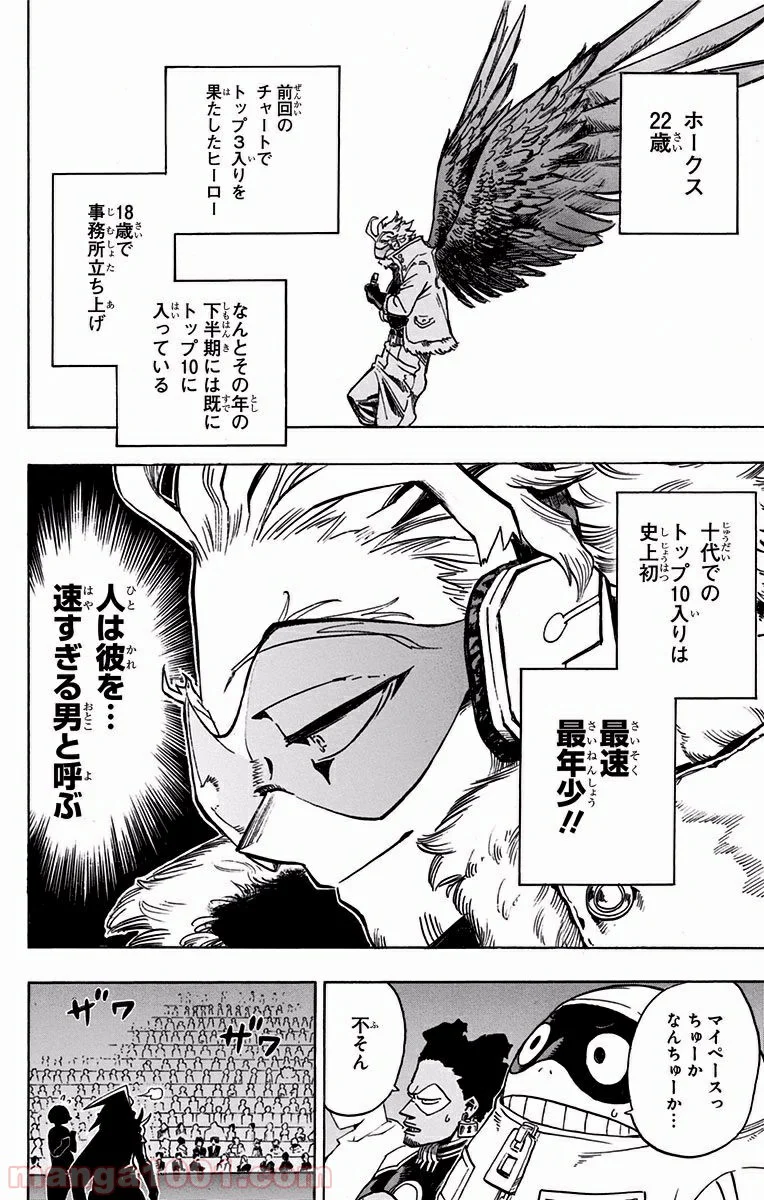 ホークス
22歳
前回の
チャートで
トップ3入りを
果たしたヒーロー
18歳で
事務所立ち上げ
なんとその年の
下半期には既に
トップ10に
入っている
十代での
トップ10入りは
史上初
最速
最年少!!
人は彼を…
速すぎる男と呼ぶ
マイペースっ
ちゅーか
なんちゅーか…
不そん
ザワ
ザワ
manga1001.com